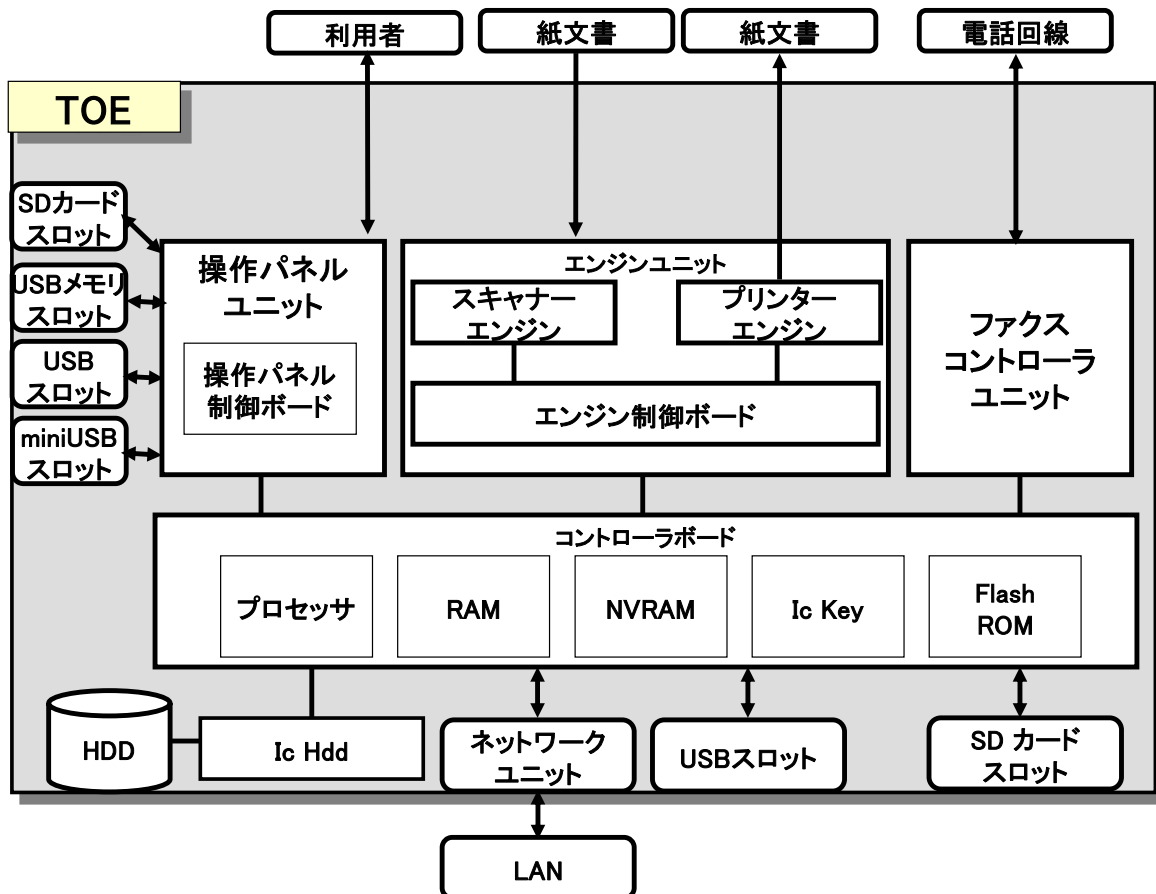 利用者
紙文書
紙文書
電話回線
TOE
SDカード
スロット
USBメモリ
スロット
USB
スロット
miniUSB
スロット
操作パネル
ユニット
操作パネル
制御ボード
エンジンユニット
スキャナー
エンジン
プリンター
エンジン
エンジン制御ボード
ファクス
コントローラ
ユニット
コントローラボード
プロセッサ
RAM
NVRAM
Ic Key
Flash
ROM
HDD
Ic Hdd
ネットワーク
ユニット
USBスロット
SD カード
スロット
LAN